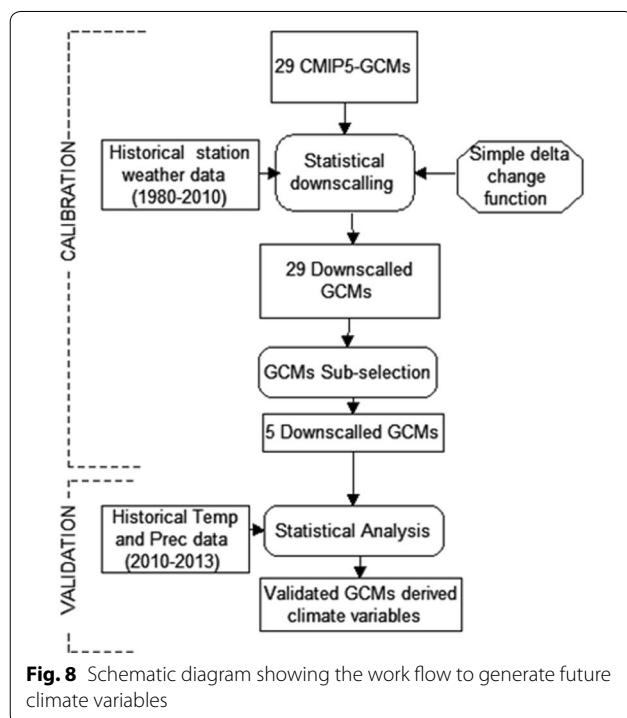 29 CMIP5-GCMs
CALIBRATION
Historical station
weather data
(1980-2010)
Statistical
downscalling
Simple delta
change
function
29 Downscalled
GCMs
GCMs Sub-selection
5 Downscalled GCMs
VALIDATION
Historical Temp
and Prec data
(2010-2013)
Statistical Analysis
Validated GCMs derived
climate variables
Fig. 8 Schematic diagram showing the work flow to generate future
climate variables